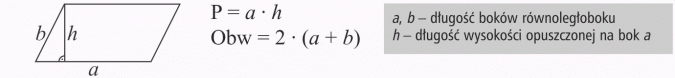 b h
a
P = a · h
Obw = 2 · (a + b)
a, b – długość boków równoległoboku
h – długość wysokości opuszczonej na bok a